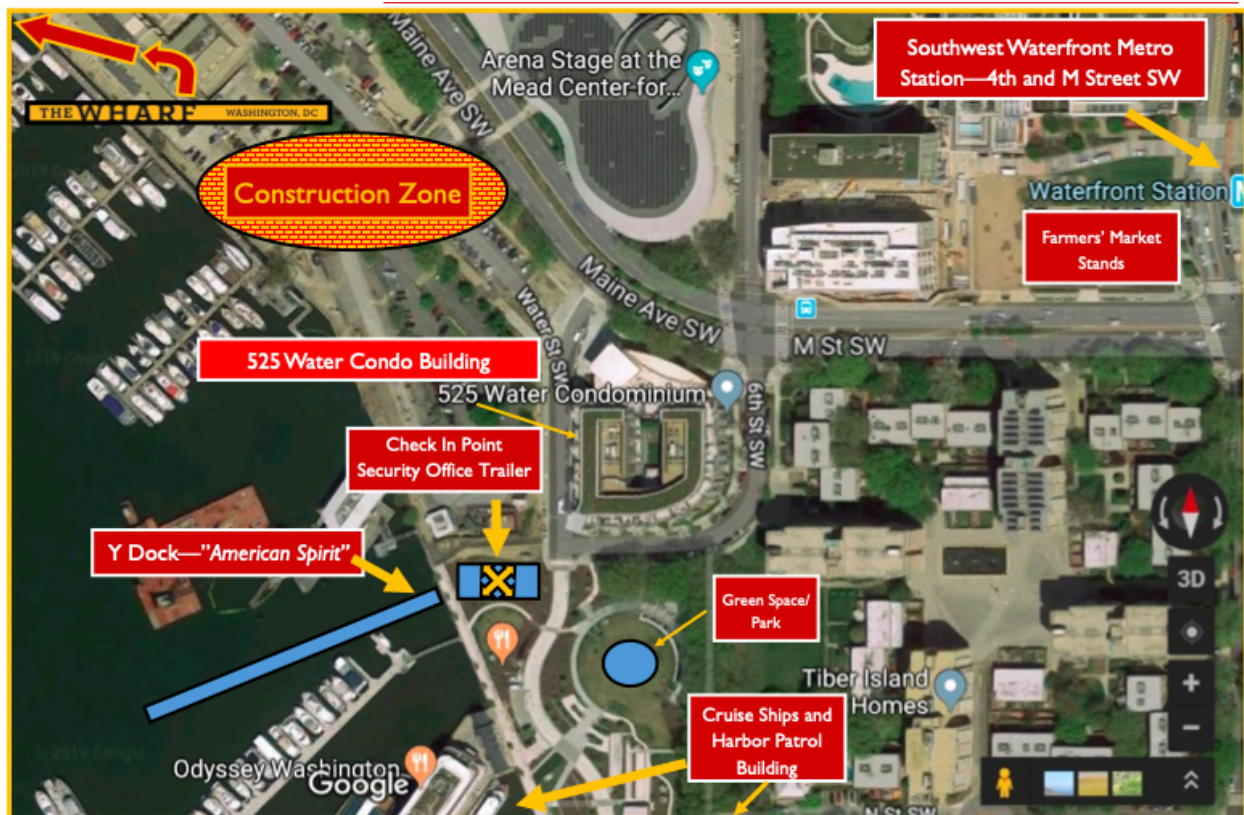 THE WHARF WASHINGTON, DC
Construction Zone
Maine Ave SW
Arena Stage at the
Mead Center for...
Southwest Waterfront Metro
Station—4th and M Street SW
Waterfront Station
Farmers' Market
Stands
Maine Ave SW
Water St SW
M St SW
525 Water Condo Building
525 Water Condominium
6th St SW
Check In Point
Security Office Trailer
Y Dock—"American Spirit"
Green Space/
Park
3D
Tiber Island
Homes
Cruise Ships and
Harbor Patrol
Building
Odyssey Washington
Google
© 2019 Google
N St SW